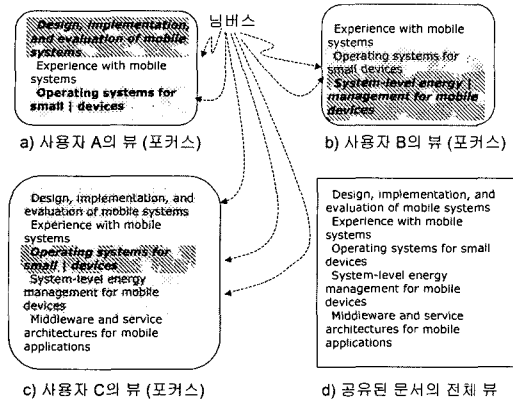 닝버스
Design, implementation,
and evaluation of mobile
systems
Experience with mobile
systems
Operating systems for
small | devices
a) 사용자 A의 뷰 (포커스)
Experience with mobile
systems
Operating systems for
small devices
System-level energy |
management for mobile
devices
b) 사용자 B의 뷰 (포커스)
Design, implementation, and
evaluation of mobile systems
Experience with mobile
systems
Operating systems for
small | devices
System-level energy
management for mobile
devices
Middleware and service
architectures for mobile
applications
c) 사용자 C의 뷰 (포커스)
Design, implementation, and
evaluation of mobile systems
Experience with mobile
systems
Operating systems for small
devices
System-level energy
management for mobile
devices
Middleware and service
architectures for mobile
applications
d) 공유된 문서의 전체 뷰